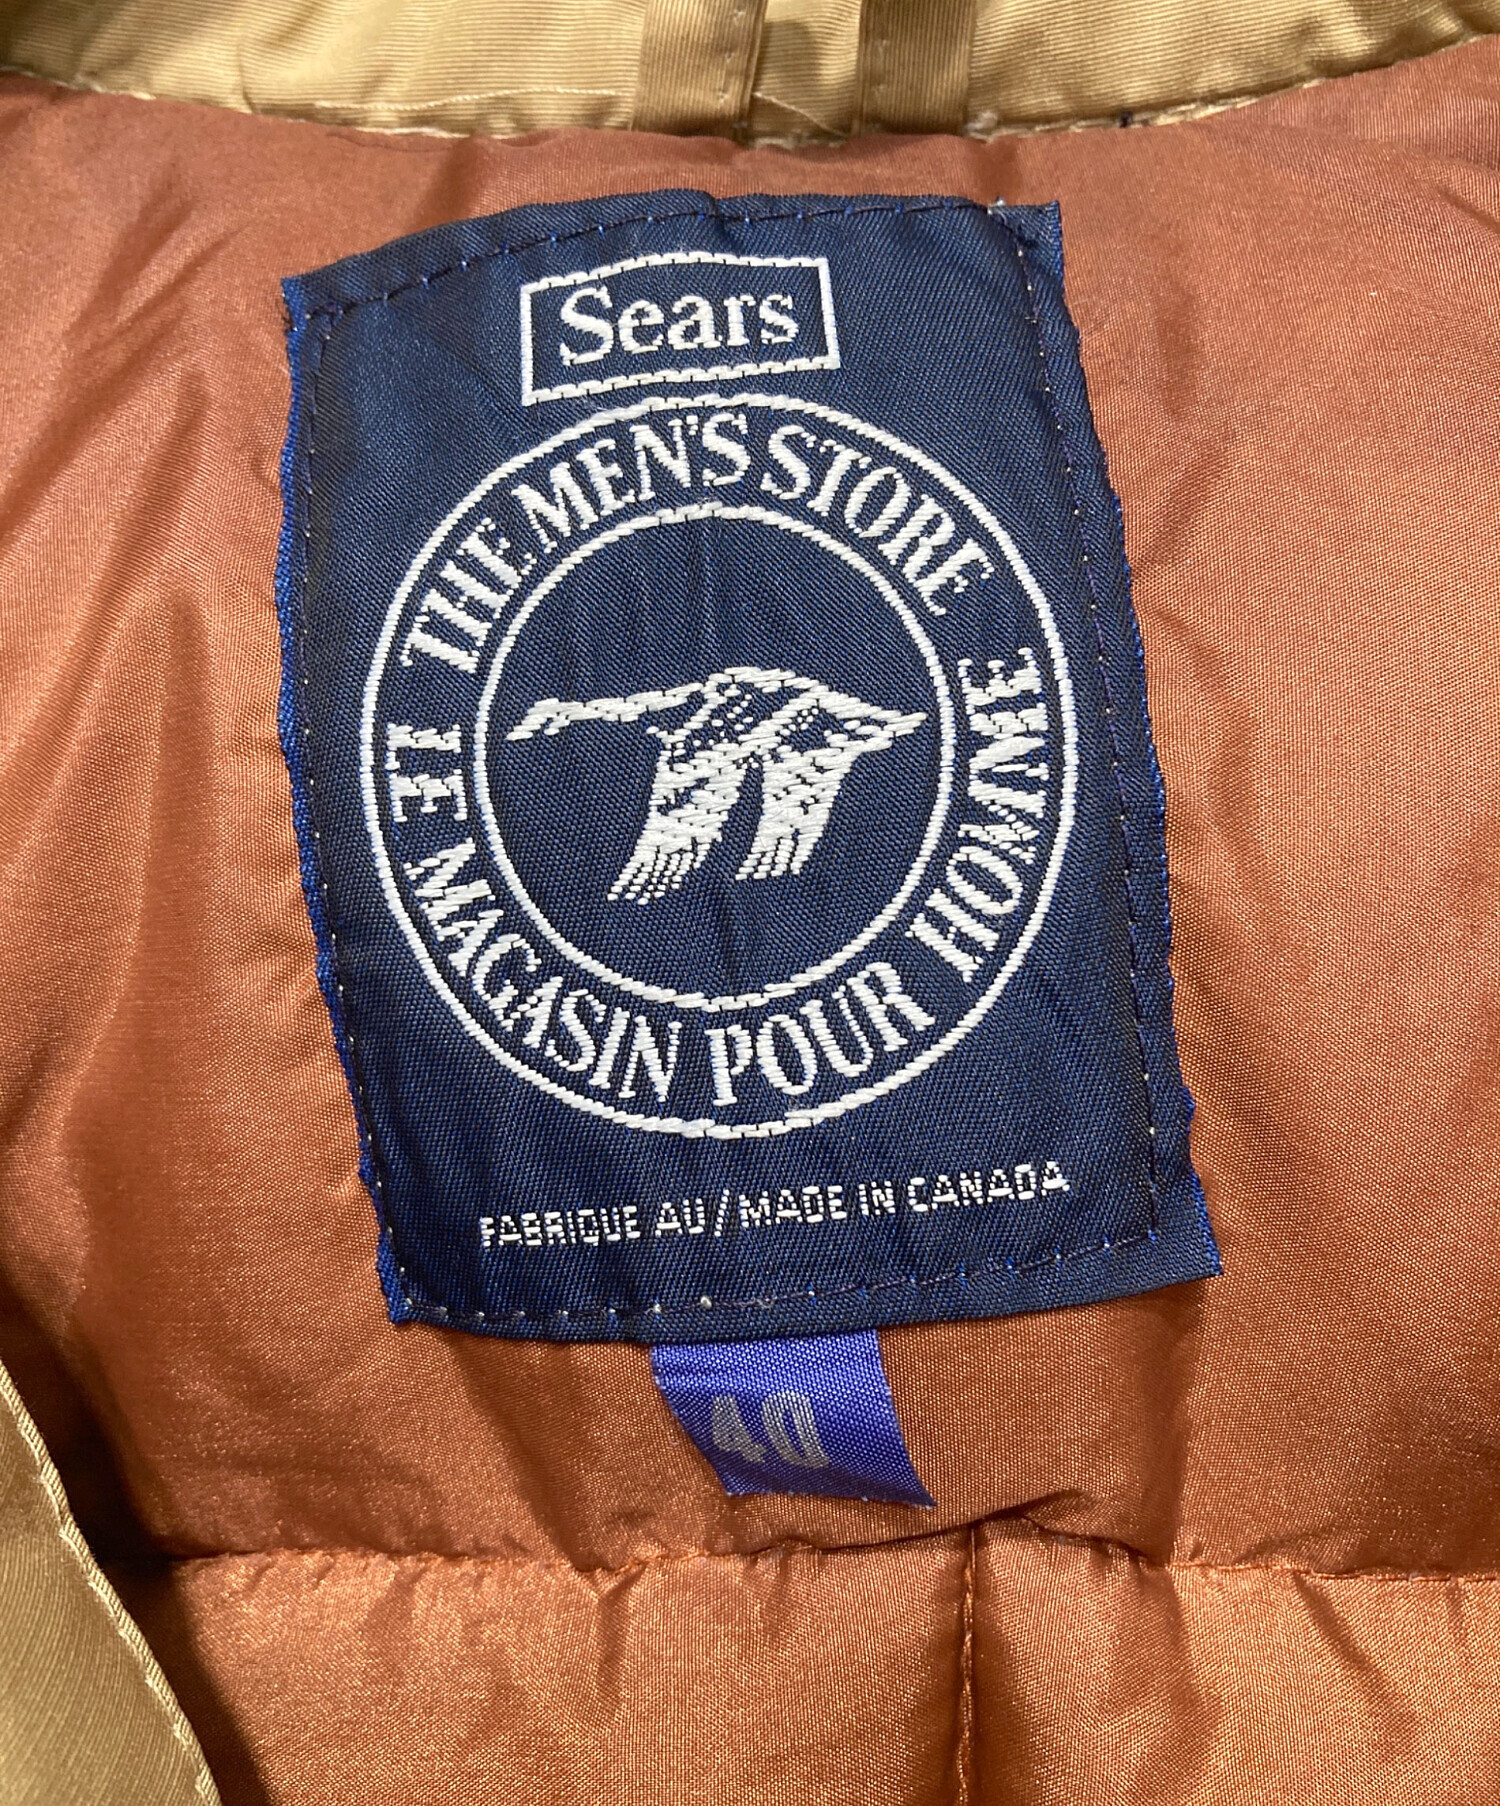 Sears
THE MEN'S STORE
LE MAGASIN POUR HOMME
FABRIQUE AU/MADE IN CANADA
40